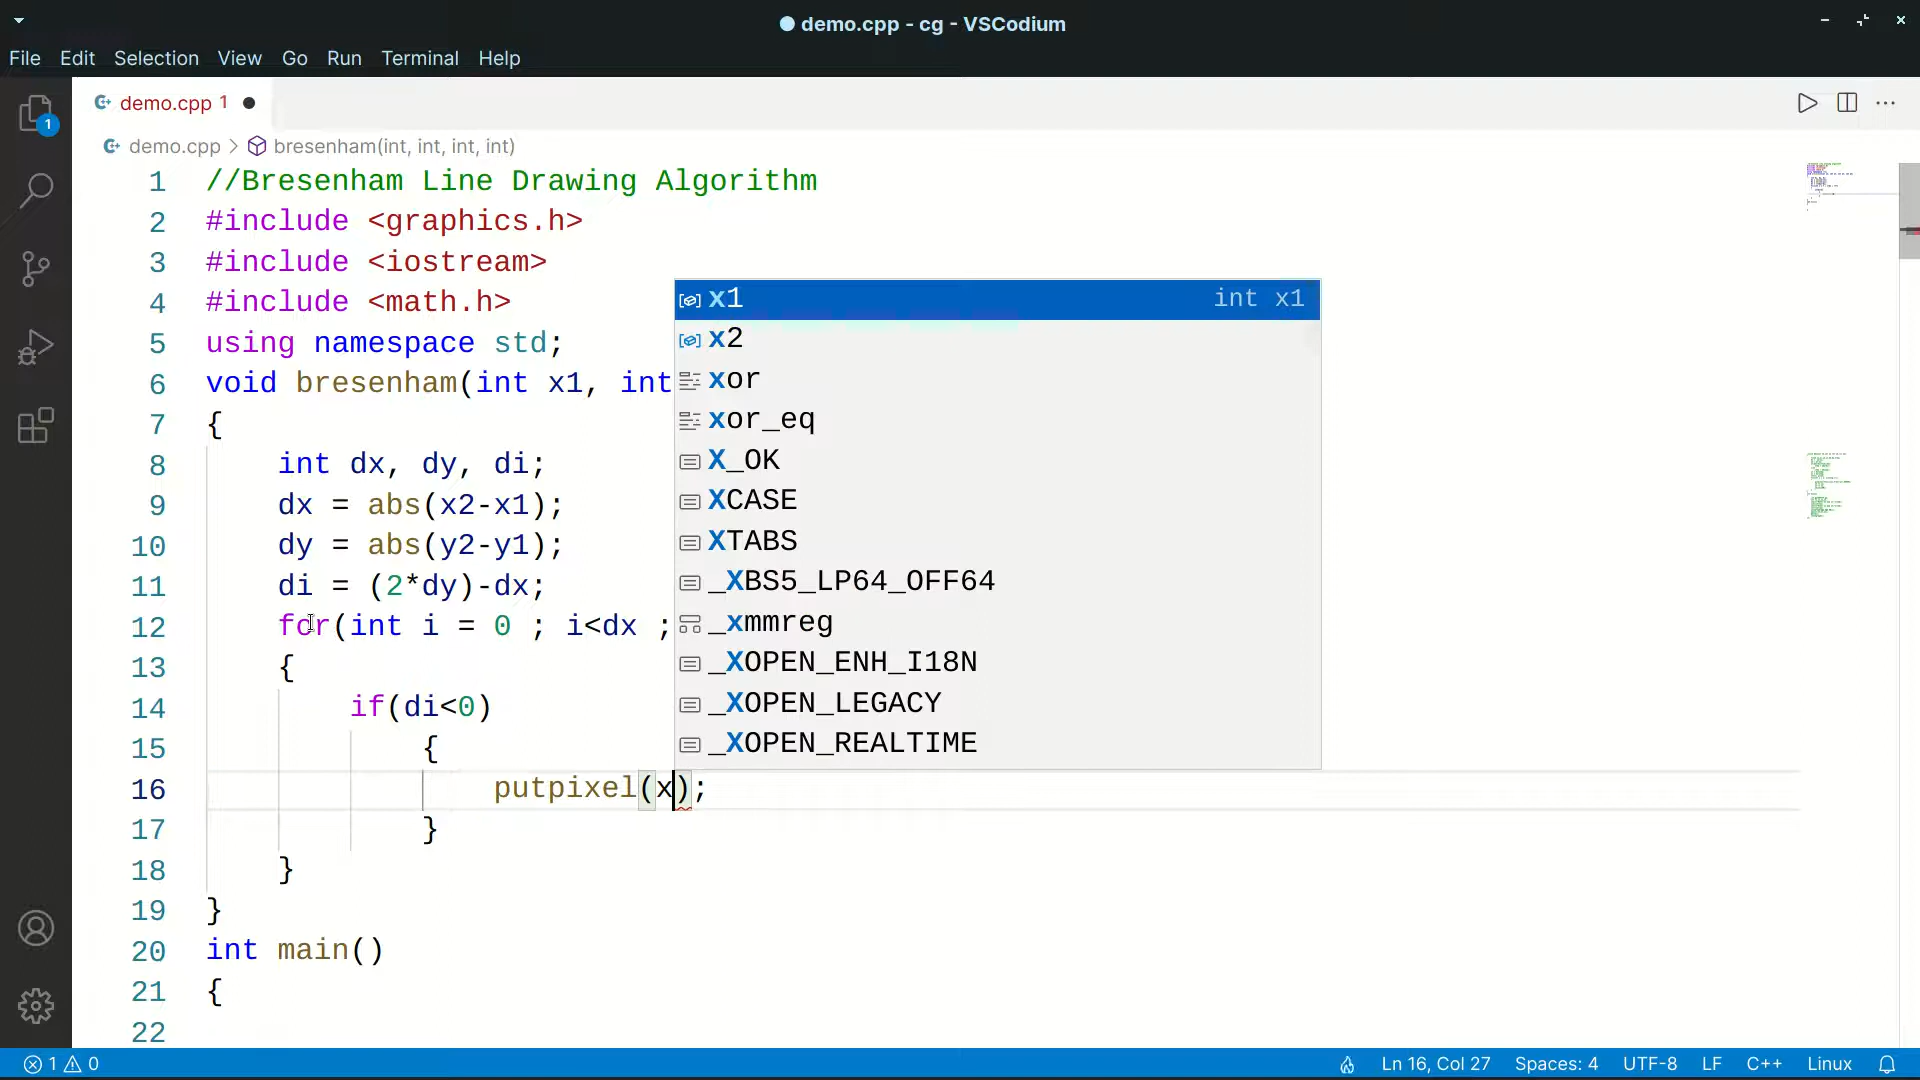 demo.cpp - cg - VSCodium
File Edit Selection View Go Run Terminal Help
demo.cpp 1
demo.cpp > bresenham(int, int, int, int)
1 //Bresenham Line Drawing Algorithm
2 #include <graphics.h>
3 #include <iostream>
4 #include <math.h>
5 using namespace std;
6 void bresenham(int x1, int
7 {
8 int dx, dy, di;
9 dx = abs(x2-x1);
10 dy = abs(y2-y1);
11 di = (2*dy)-dx;
12 for(int i = 0 ; i<dx ;
13 {
14 if(di<0)
15 {
16 putpixel(x);
17 }
18 }
19 }
20 int main()
21 {
22
x1 int x1
x2
xor
xor_eq
X_OK
XCASE
XTABS
_XBS5_LP64_OFF64
_xmmreg
_XOPEN_ENH_I18N
_XOPEN_LEGACY
_XOPEN_REALTIME
1
1 0 Ln 16, Col 27 Spaces: 4 UTF-8 LF C++ Linux